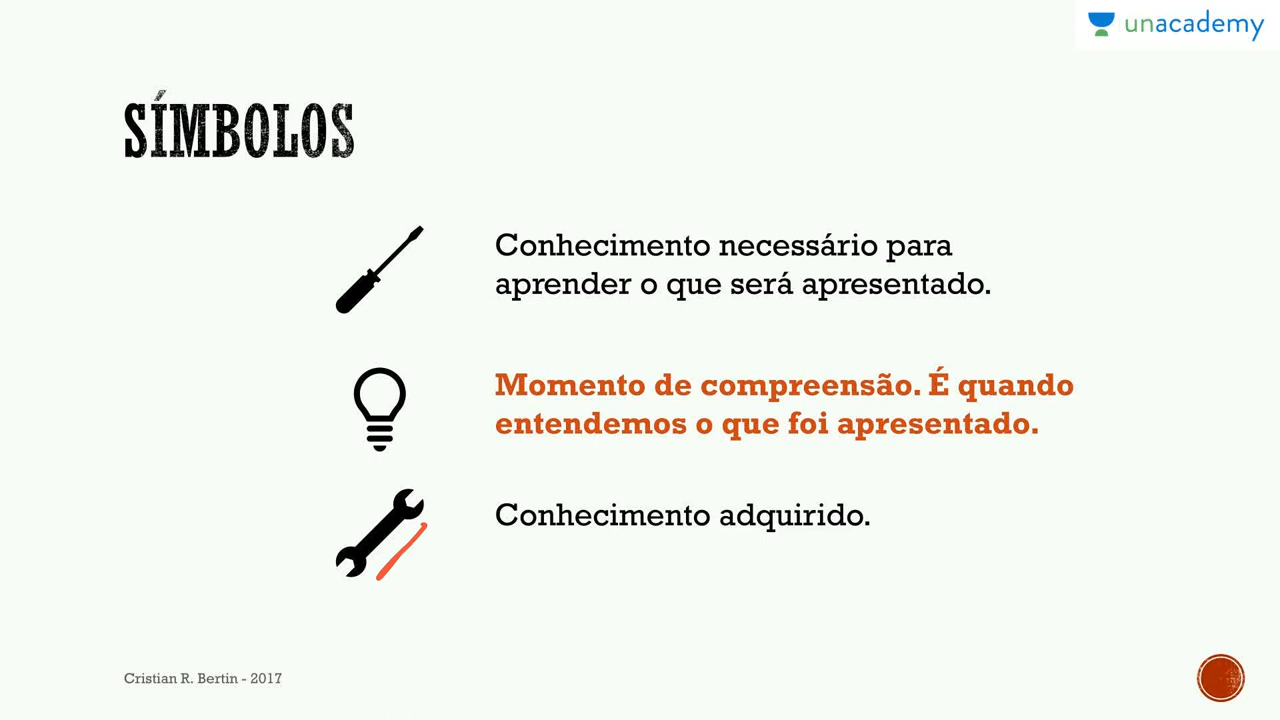 unacademy
SÍMBOLOS
Conhecimento necessário para
aprender o que será apresentado.
Momento de compreensão. É quando
entendemos o que foi apresentado.
Conhecimento adquirido.
Cristian R. Bertin - 2017